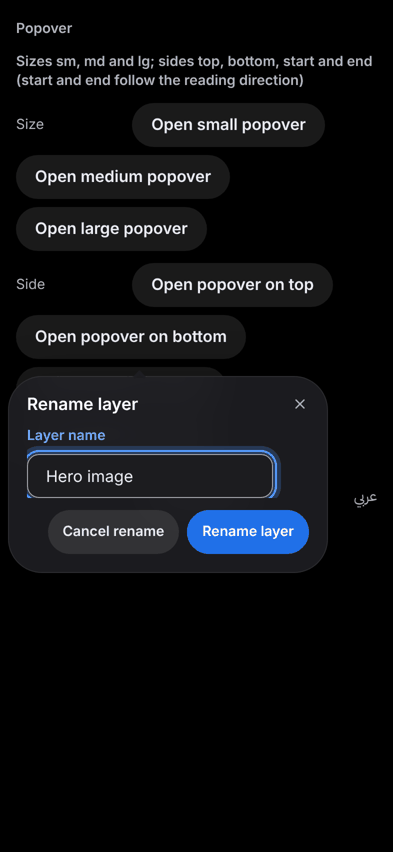 Popover
Sizes sm, md and lg; sides top, bottom, start and end
(start and end follow the reading direction)
Size
Open small popover
Open medium popover
Open large popover
Side
Open popover on top
Open popover on bottom
Rename layer
Layer name
Hero image
عربي
Cancel rename
Rename layer